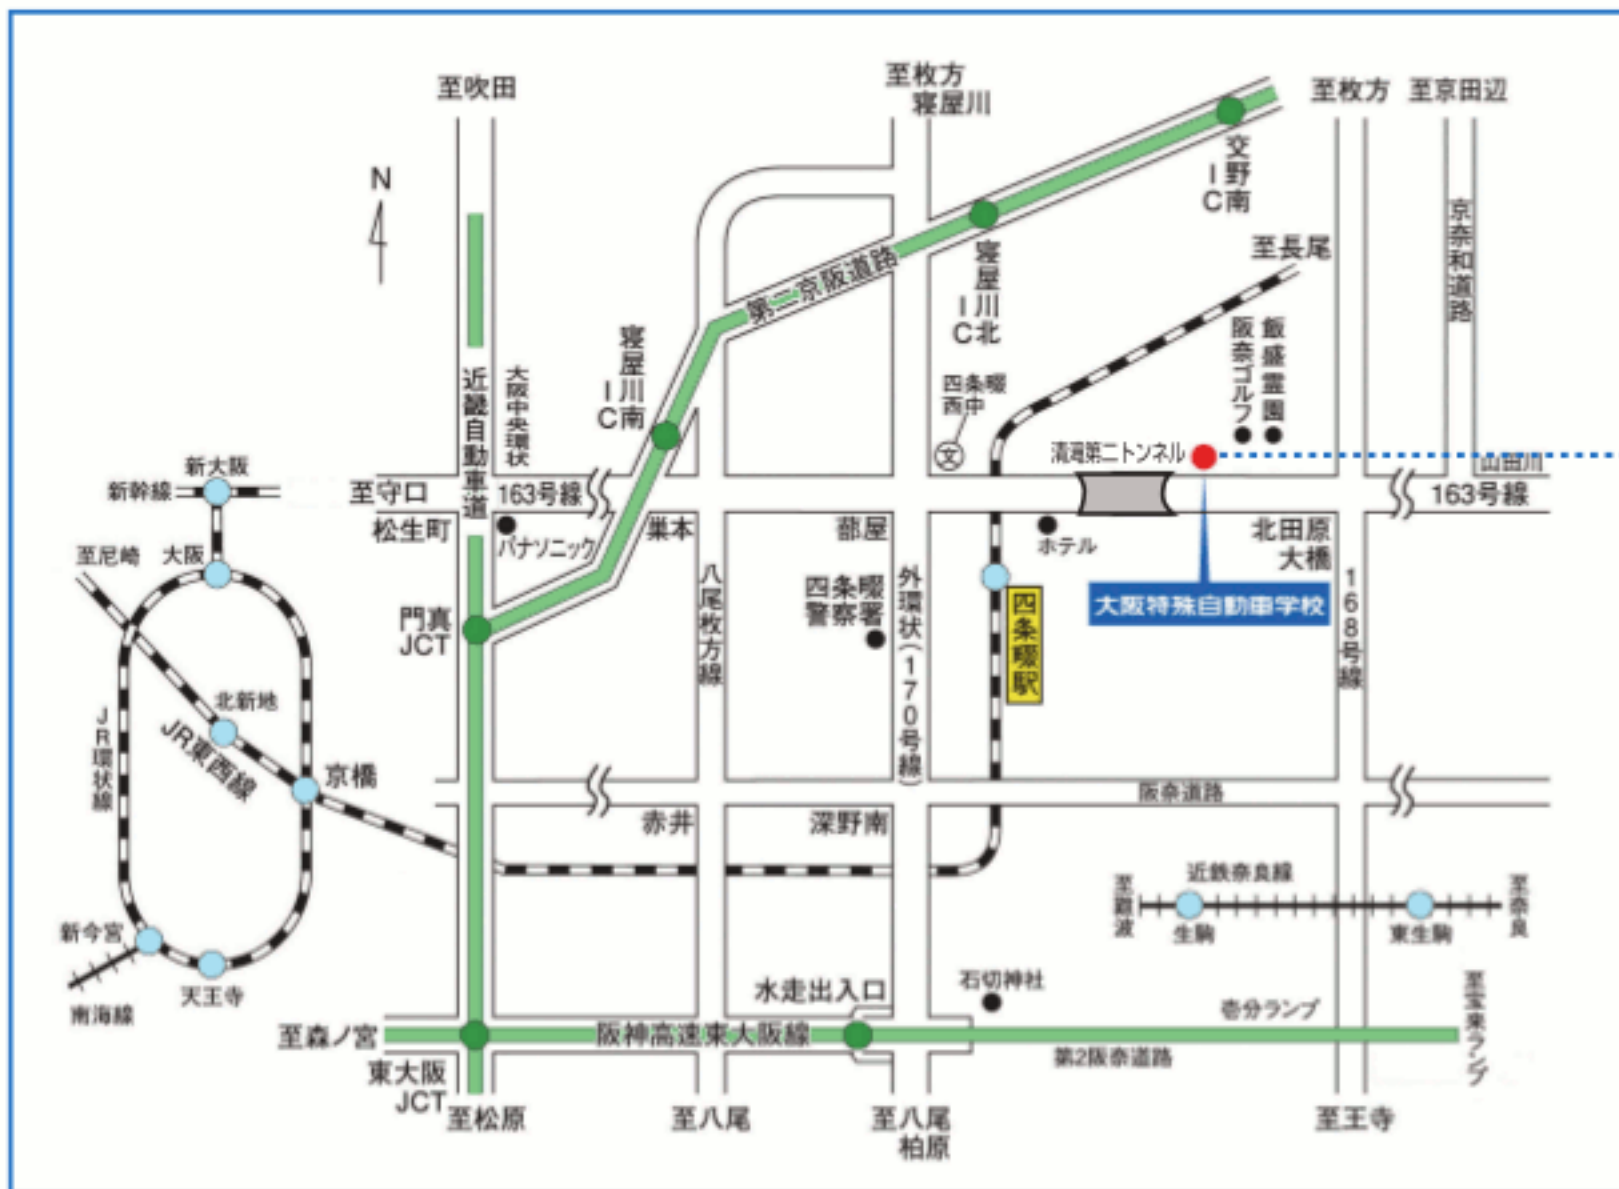 至吹田
至枚方
寝屋川
至枚方
至京田辺
N
交野南
IC
京奈和道路
寝屋川北
IC
至長尾
第二京阪道路
寝屋川南
IC
近畿自動車道
大阪中央環状
四条畷
西中
文
阪奈ゴルフ
飯盛霊園
清滝第二トンネル
山田川
新大阪
新幹線
至守口
163号線
163号線
松生町
パナソニック
巣本
蔀屋
ホテル
北田原
大橋
至尼崎
大阪
八尾枚方線
四条畷
警察署
外環状(170号線)
四条畷駅
大阪特殊自動車学校
168号線
門真
JCT
北新地
JR環状線
JR東西線
京橋
阪奈道路
赤井
深野南
近鉄奈良線
至難波
至奈良
生駒
東生駒
新今宮
天王寺
南海線
水走出入口
石切神社
壱分ランプ
至宝来ランプ
至森ノ宮
阪神高速東大阪線
第2阪奈道路
東大阪
JCT
至松原
至八尾
至八尾
柏原
至王寺